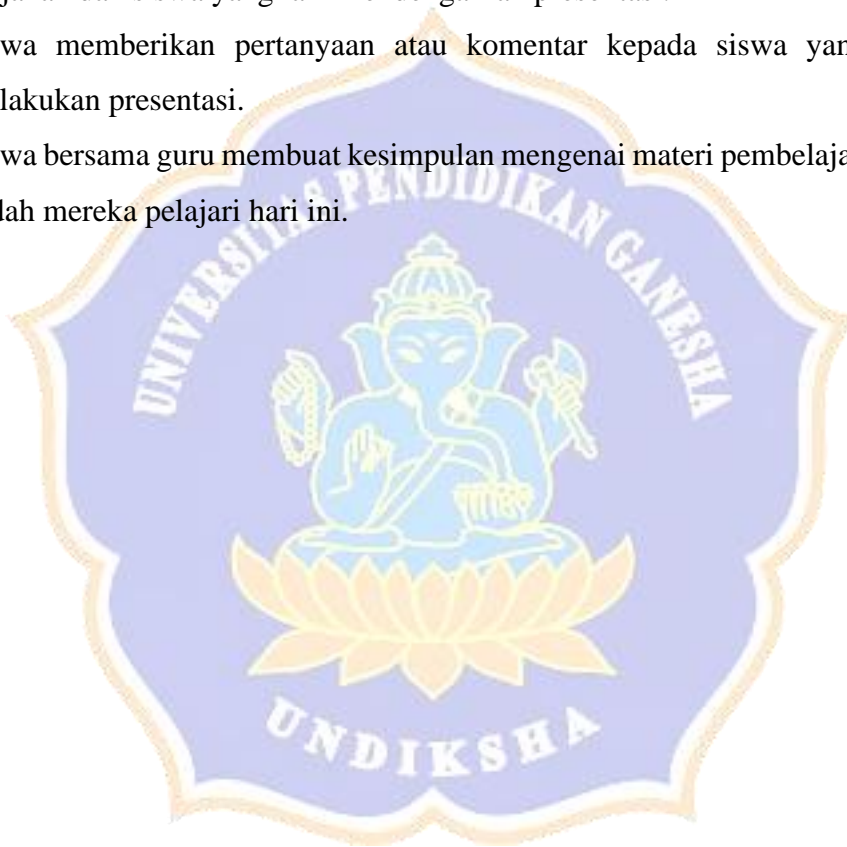 wa memberikan pertanyaan atau komentar kepada siswa yan
lakukan presentasi.
wa bersama guru membuat kesimpulan mengenai materi pembelaja
dah mereka pelajari hari ini.
UNIVERSITAS PENDIDIKAN GANESHA
UNDIKSHA